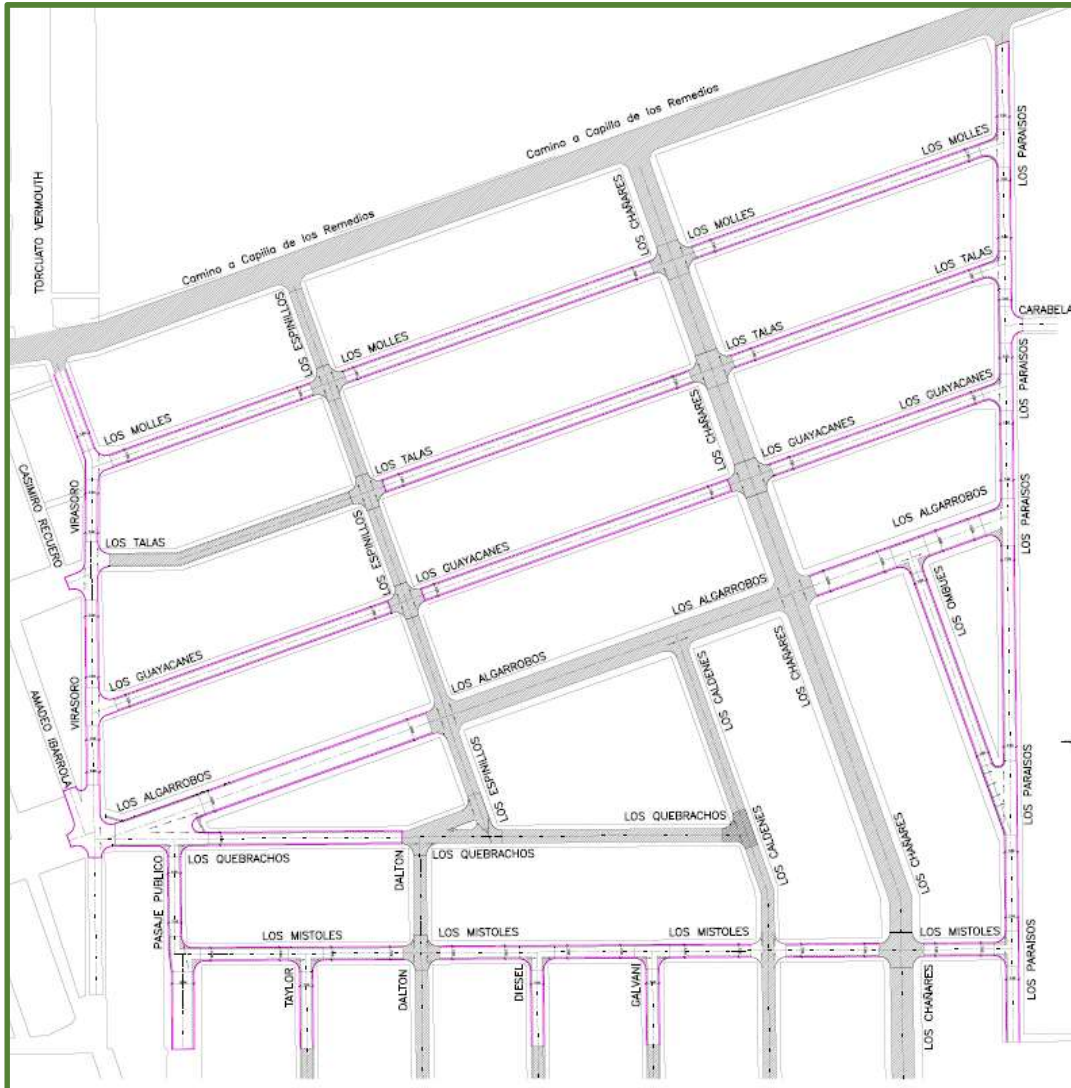 Camino a Capilla de los Remedios
LOS MOLLES
LOS PARAISOS
TORCUATO VERMOUTH
LOS CHAÑARES
LOS MOLLES
Camino a Capilla de los Remedios
LOS TALAS
CARABELA
LOS ESPINILLOS
LOS MOLLES
LOS TALAS
LOS PARAISOS
LOS GUAYACANES
LOS MOLLES
LOS CHAÑARES
LOS GUAYACANES
LOS TALAS
CASIMIRO RECUERO
VIRASORO
LOS ALGARROBOS
LOS PARAISOS
LOS TALAS
LOS ESPINILLOS
LOS GUAYACANES
LOS ALGARROBOS
LOS OMBUES
LOS GUAYACANES
LOS CALDENES
LOS CHAÑARES
VIRASORO
LOS ALGARROBOS
AMADEO IBARROLA
LOS ESPINILLOS
LOS ALGARROBOS
LOS PARAISOS
LOS QUEBRACHOS
LOS CALDENES
LOS CHAÑARES
LOS QUEBRACHOS
DALTON
LOS QUEBRACHOS
PASAJE PUBLICO
LOS MISTOLES
LOS MISTOLES
LOS MISTOLES
LOS MISTOLES
LOS PARAISOS
TAYLOR
DALTON
DIESEL
GALVANI
LOS CHAÑARES